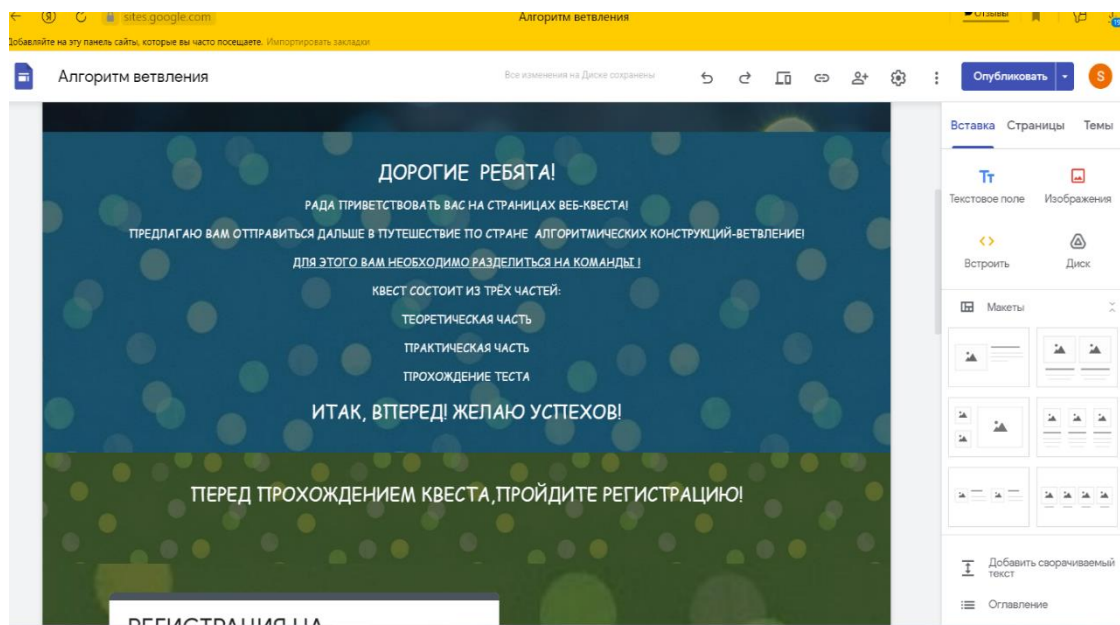 sites.google.com
Алгоритм ветвления
Отзывы
Добавляйте на эту панель сайты, которые вы часто посещаете. Импортировать закладки
Алгоритм ветвления
Все изменения на Диске сохранены
Опубликовать
S
ДОРОГИЕ РЕБЯТА!
РАДА ПРИВЕТСТВОВАТЬ ВАС НА СТРАНИЦАХ ВЕБ-КВЕСТА!
ПРЕДЛАГАЮ ВАМ ОТПРАВИТЬСЯ ДАЛЬШЕ В ПУТЕШЕСТВИЕ ПО СТРАНЕ АЛГОРИТМИЧЕСКИХ КОНСТРУКЦИЙ-ВЕТВЛЕНИЕ!
ДЛЯ ЭТОГО ВАМ НЕОБХОДИМО РАЗДЕЛИТЬСЯ НА КОМАНДЫ !
КВЕСТ СОСТОИТ ИЗ ТРЁХ ЧАСТЕЙ:
ТЕОРЕТИЧЕСКАЯ ЧАСТЬ
ПРАКТИЧЕСКАЯ ЧАСТЬ
ПРОХОЖДЕНИЕ ТЕСТА
ИТАК, ВПЕРЕД! ЖЕЛАЮ УСПЕХОВ!
ПЕРЕД ПРОХОЖДЕНИЕМ КВЕСТА,ПРОЙДИТЕ РЕГИСТРАЦИЮ!
РЕГИСТРАЦИЯ НА
Вставка Страницы Темы
Тт
Текстовое поле Изображения
Встроить Диск
Макеты
Добавить сворачиваемый
текст
Оглавление